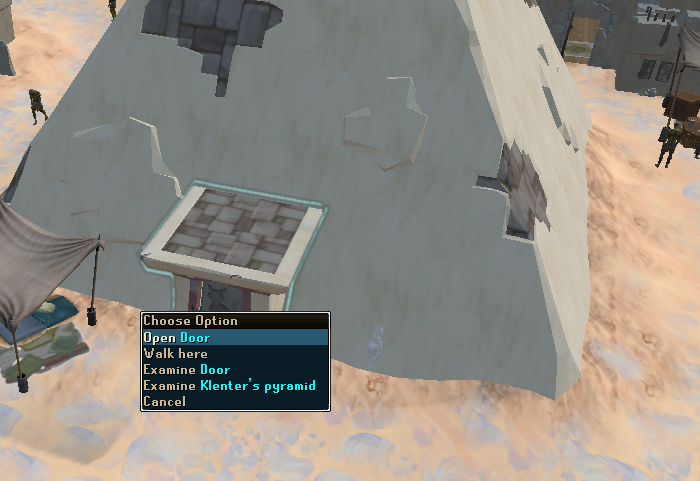 Choose Option
Open Door
Walk here
Examine Door
Examine Klenter's pyramid
Cancel